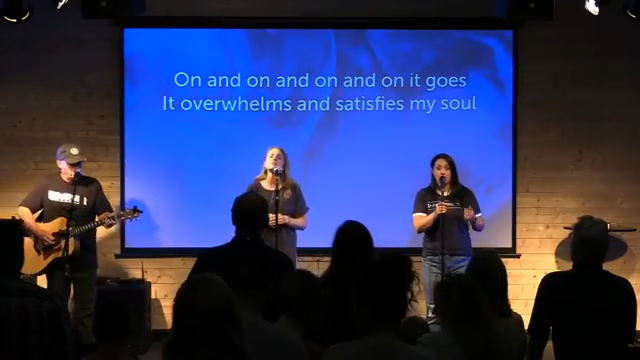 On and on and on and on it goes
It overwhelms and satisfies my soul